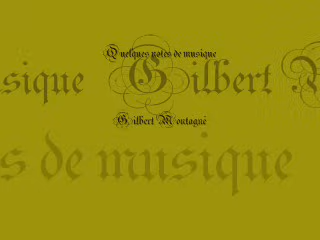 Quelques notes de musique
sique Gilbert M
Gilbert Montagné
s de musique